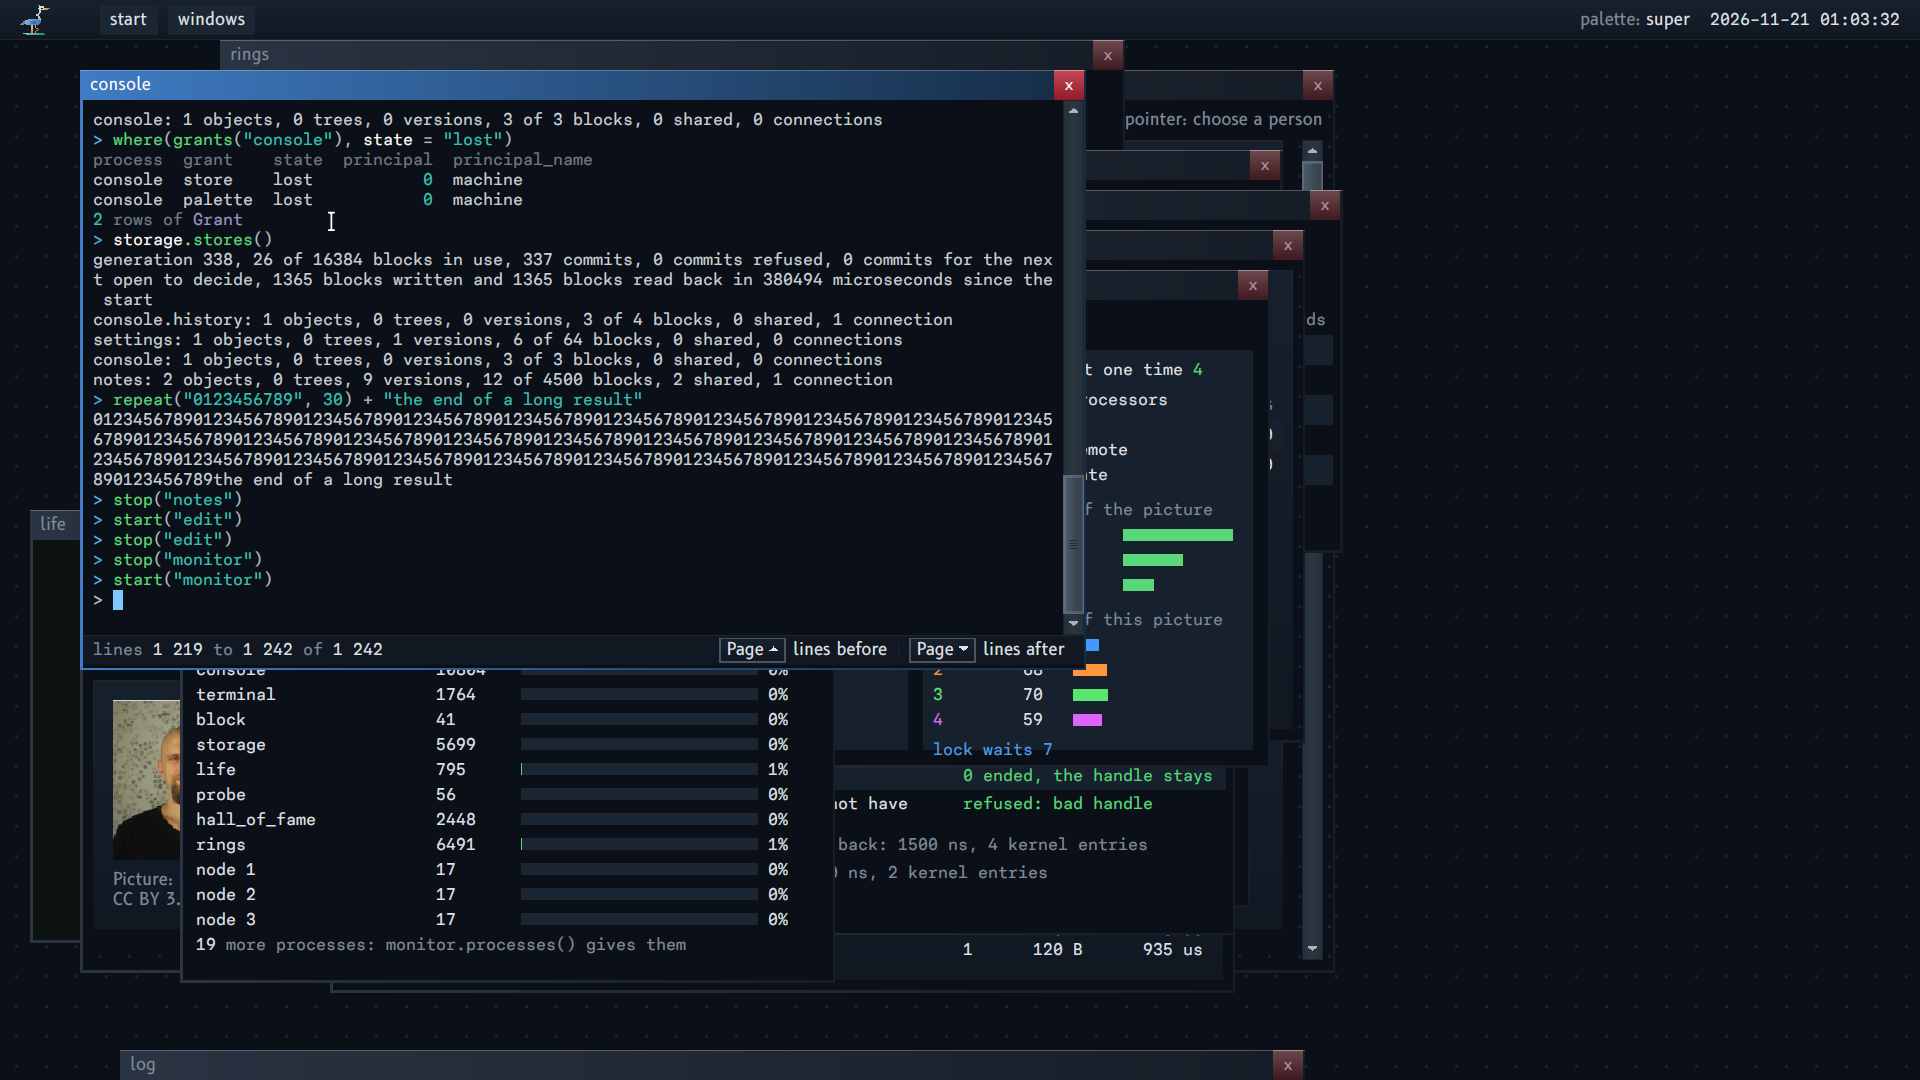 start windows palette: super 2026-11-21 01:03:32
rings x
console x
console: 1 objects, 0 trees, 0 versions, 3 of 3 blocks, 0 shared, 0 connections
> where(grants("console"), state = "lost")
process grant state principal principal_name
console store lost 0 machine
console palette lost 0 machine
2 rows of Grant
> storage.stores()
generation 338, 26 of 16384 blocks in use, 337 commits, 0 commits refused, 0 commits for the nex
t open to decide, 1365 blocks written and 1365 blocks read back in 380494 microseconds since the
start
console.history: 1 objects, 0 trees, 0 versions, 3 of 4 blocks, 0 shared, 1 connection
settings: 1 objects, 0 trees, 1 versions, 6 of 64 blocks, 0 shared, 0 connections
console: 1 objects, 0 trees, 0 versions, 3 of 3 blocks, 0 shared, 0 connections
notes: 2 objects, 0 trees, 9 versions, 12 of 4500 blocks, 2 shared, 1 connection
> repeat("0123456789", 30) + "the end of a long result"
012345678901234567890123456789012345678901234567890123456789012345678901234567890123456789012345
678901234567890123456789012345678901234567890123456789012345678901234567890123456789012345678901
234567890123456789012345678901234567890123456789012345678901234567890123456789012345678901234567
890123456789the end of a long result
> stop("notes")
> start("edit")
> stop("edit")
> stop("monitor")
> start("monitor")
>
lines 1 219 to 1 242 of 1 242 Page lines before Page lines after
x
pointer: choose a person
x
x
x
x
ds
t one time 4
ocessors
emote
te
f the picture
f this picture
life
Picture:
CC BY 3.
console 10804 0%
terminal 1764 0%
block 41 0%
storage 5699 0%
life 795 1%
probe 56 0%
hall_of_fame 2448 0%
rings 6491 1%
node 1 17 0%
node 2 17 0%
node 3 17 0%
19 more processes: monitor.processes() gives them
2 68
3 70
4 59
lock waits 7
0 ended, the handle stays
not have refused: bad handle
back: 1500 ns, 4 kernel entries
ns, 2 kernel entries
1 120 B 935 us
log x